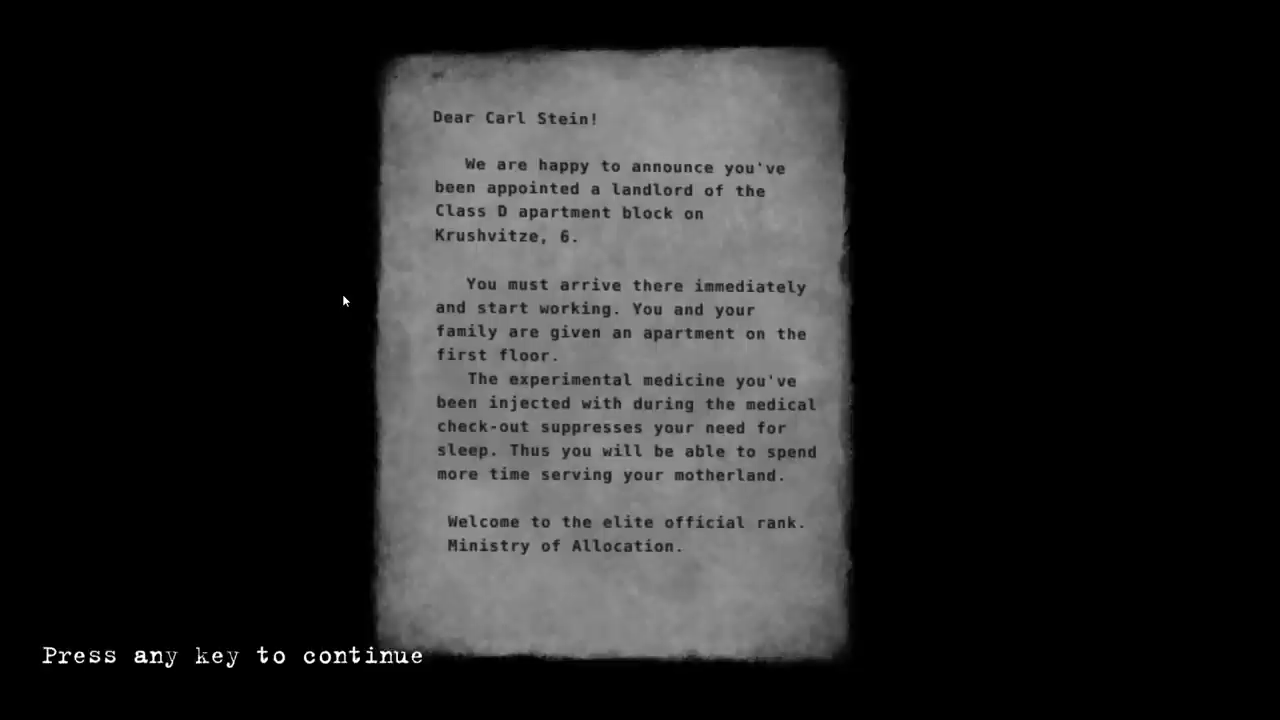 Dear Carl Stein!
We are happy to announce you've
been appointed a landlord of the
Class D apartment block on
Krushvitze, 6.
You must arrive there immediately
and start working. You and your
family are given an apartment on the
first floor.
The experimental medicine you've
been injected with during the medical
check-out suppresses your need for
sleep. Thus you will be able to spend
more time serving your motherland.
Welcome to the elite official rank.
Ministry of Allocation.
Press any key to continue